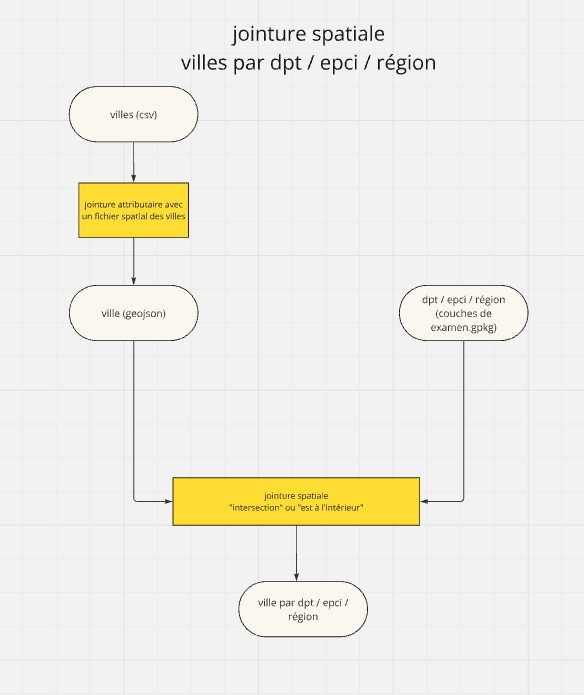 jointure spatiale
villes par dpt / epci / région
villes (csv)
jointure attributaire avec
un fichier spatial des villes
ville (geojson)
dpt / epci / région
(couches de
examen.gpkg)
jointure spatiale
"intersection" ou "est à l'intérieur"
ville par dpt / epci /
région